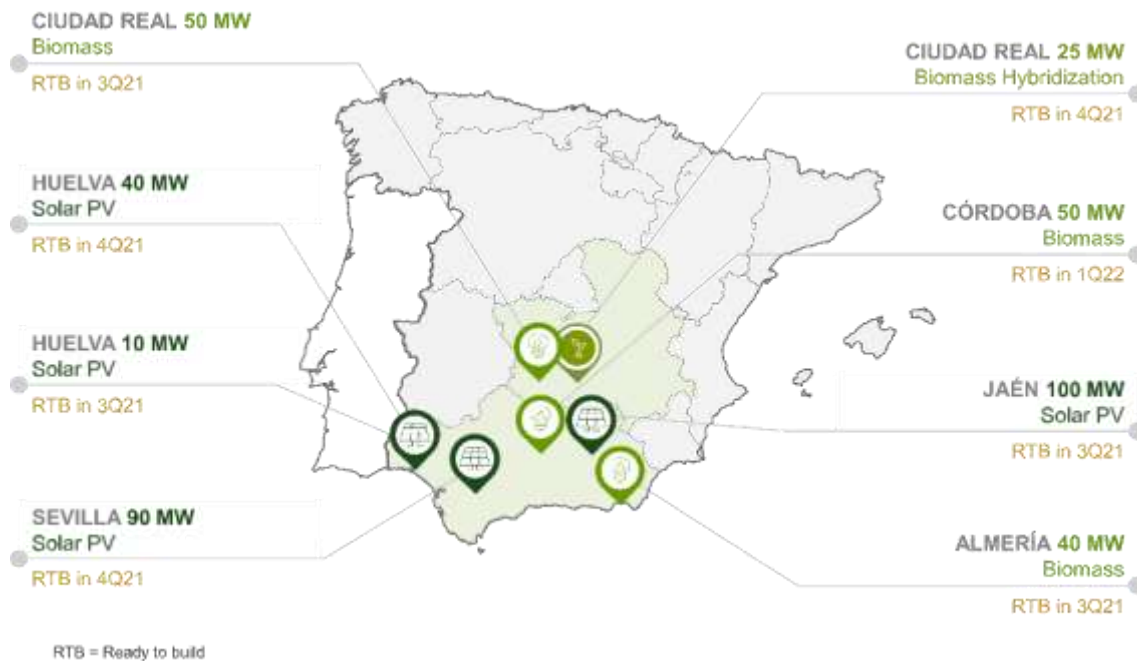 CIUDAD REAL 50 MW
Biomass
RTB in 3Q21
HUELVA 40 MW
Solar PV
RTB in 4Q21
HUELVA 10 MW
Solar PV
RTB in 3Q21
SEVILLA 90 MW
Solar PV
RTB in 4Q21
CIUDAD REAL 25 MW
Biomass Hybridization
RTB in 4Q21
CÓRDOBA 50 MW
Biomass
RTB in 1Q22
JAÉN 100 MW
Solar PV
RTB in 3Q21
ALMERÍA 40 MW
Biomass
RTB in 3Q21
RTB = Ready to build